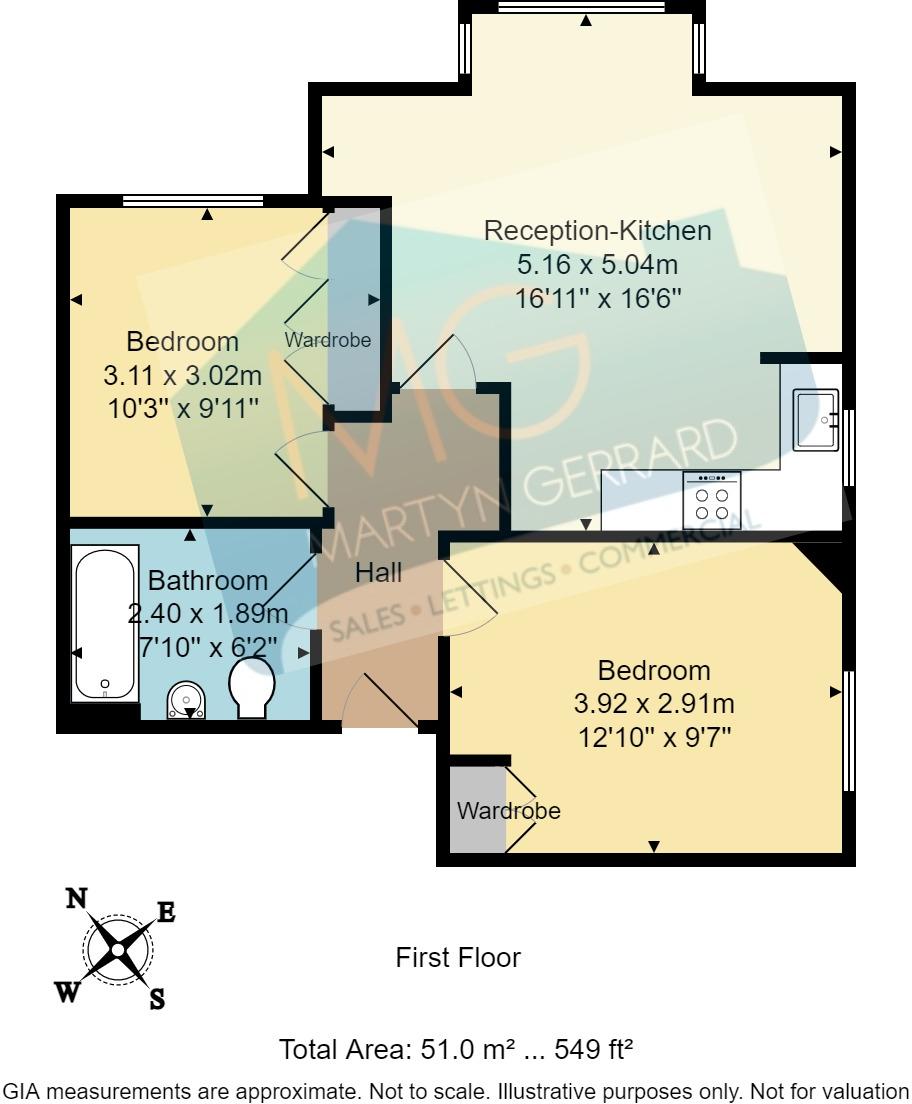 Reception-Kitchen
5.16 x 5.04m
16'11" x 16'6"
Bedroom
3.11 x 3.02m
10'3" x 9'11"
Wardrobe
MG
MARTYN GERRARD
SALES • LETTINGS • COMMERCIAL
Hall
Bathroom
2.40 x 1.89m
7'10" x 6'2"
Bedroom
3.92 x 2.91m
12'10" x 9'7"
Wardrobe
N
E
W
S
First Floor
Total Area: 51.0 m² ... 549 ft²
GIA measurements are approximate. Not to scale. Illustrative purposes only. Not for valuation